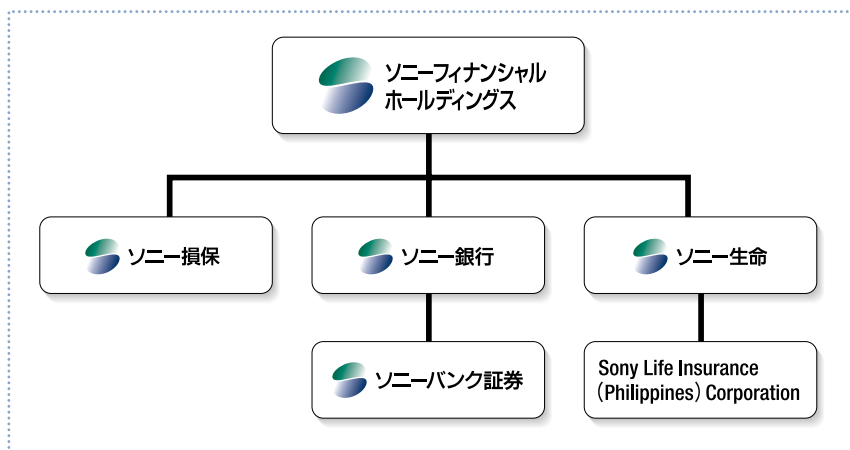 ソニーフィナンシャル
ホールディングス
ソニー損保
ソニー銀行
ソニー生命
ソニーバンク証券
Sony Life Insurance
(Philippines) Corporation